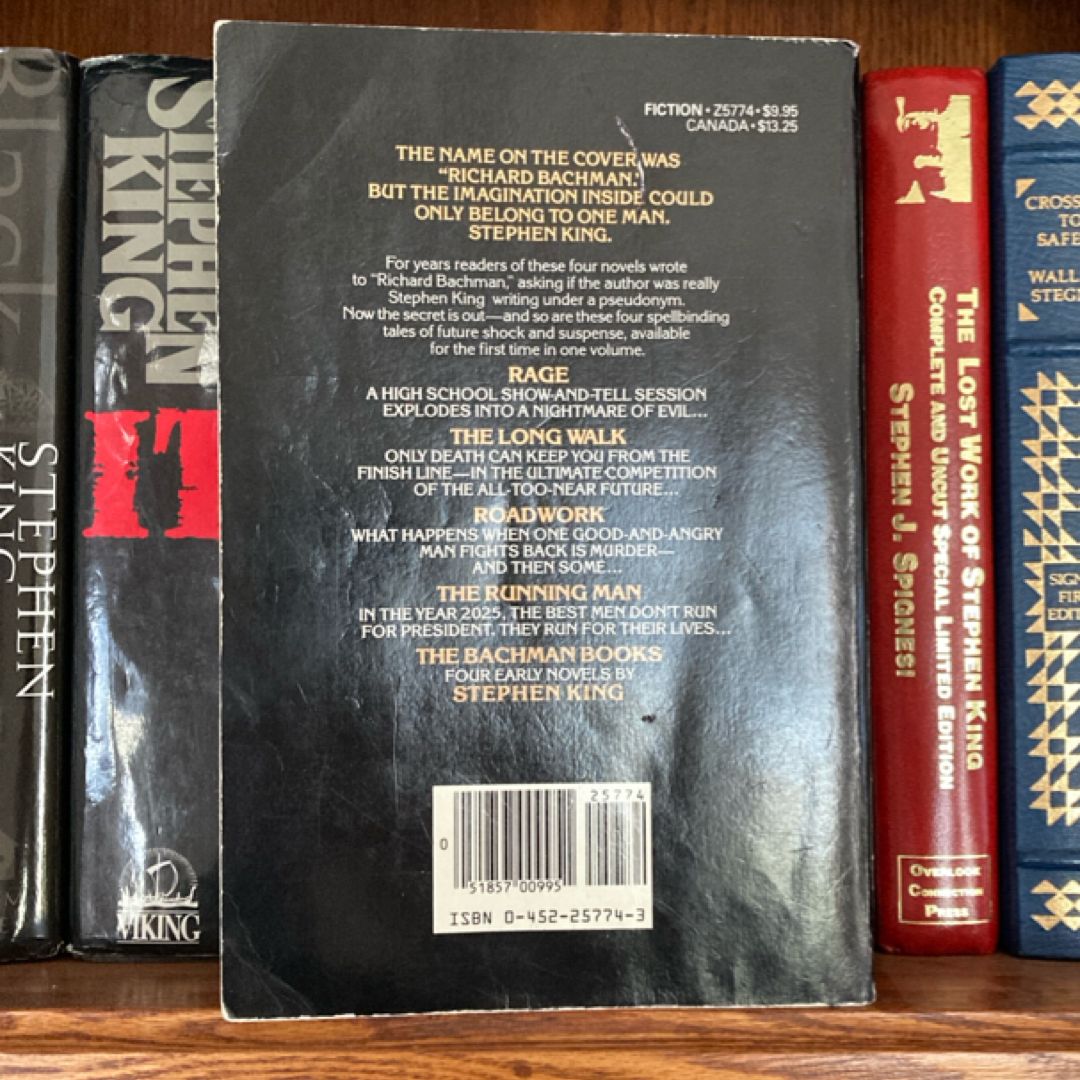 STEPHEN
KING
STEPHEN
KING
IT
VIKING
FICTION • Z5774 • $9.95
CANADA • $13.25
THE NAME ON THE COVER WAS
"RICHARD BACHMAN."
BUT THE IMAGINATION INSIDE COULD
ONLY BELONG TO ONE MAN.
STEPHEN KING.
For years readers of these four novels wrote
to "Richard Bachman," asking if the author was really
Stephen King writing under a pseudonym.
Now the secret is out—and so are these four spellbinding
tales of future shock and suspense, available
for the first time in one volume.
RAGE
A HIGH SCHOOL SHOW-AND-TELL SESSION
EXPLODES INTO A NIGHTMARE OF EVIL...
THE LONG WALK
ONLY DEATH CAN KEEP YOU FROM THE
FINISH LINE—IN THE ULTIMATE COMPETITION
OF THE ALL-TOO-NEAR FUTURE...
ROADWORK
WHAT HAPPENS WHEN ONE GOOD-AND-ANGRY
MAN FIGHTS BACK IS MURDER—
AND THEN SOME...
THE RUNNING MAN
IN THE YEAR 2025, THE BEST MEN DON'T RUN
FOR PRESIDENT. THEY RUN FOR THEIR LIVES...
THE BACHMAN BOOKS
FOUR EARLY NOVELS BY
STEPHEN KING
25774
0
51857 00995
ISBN 0-452-25774-3
THE LOST WORK OF STEPHEN KING
COMPLETE AND UNCUT SPECIAL LIMITED EDITION
STEPHEN J. SPIGNESI
OVERLOOK
CONNECTION
PRESS
CROSS
TO
SAFE
WALL
STEG
SIGN
FIR
EDIT